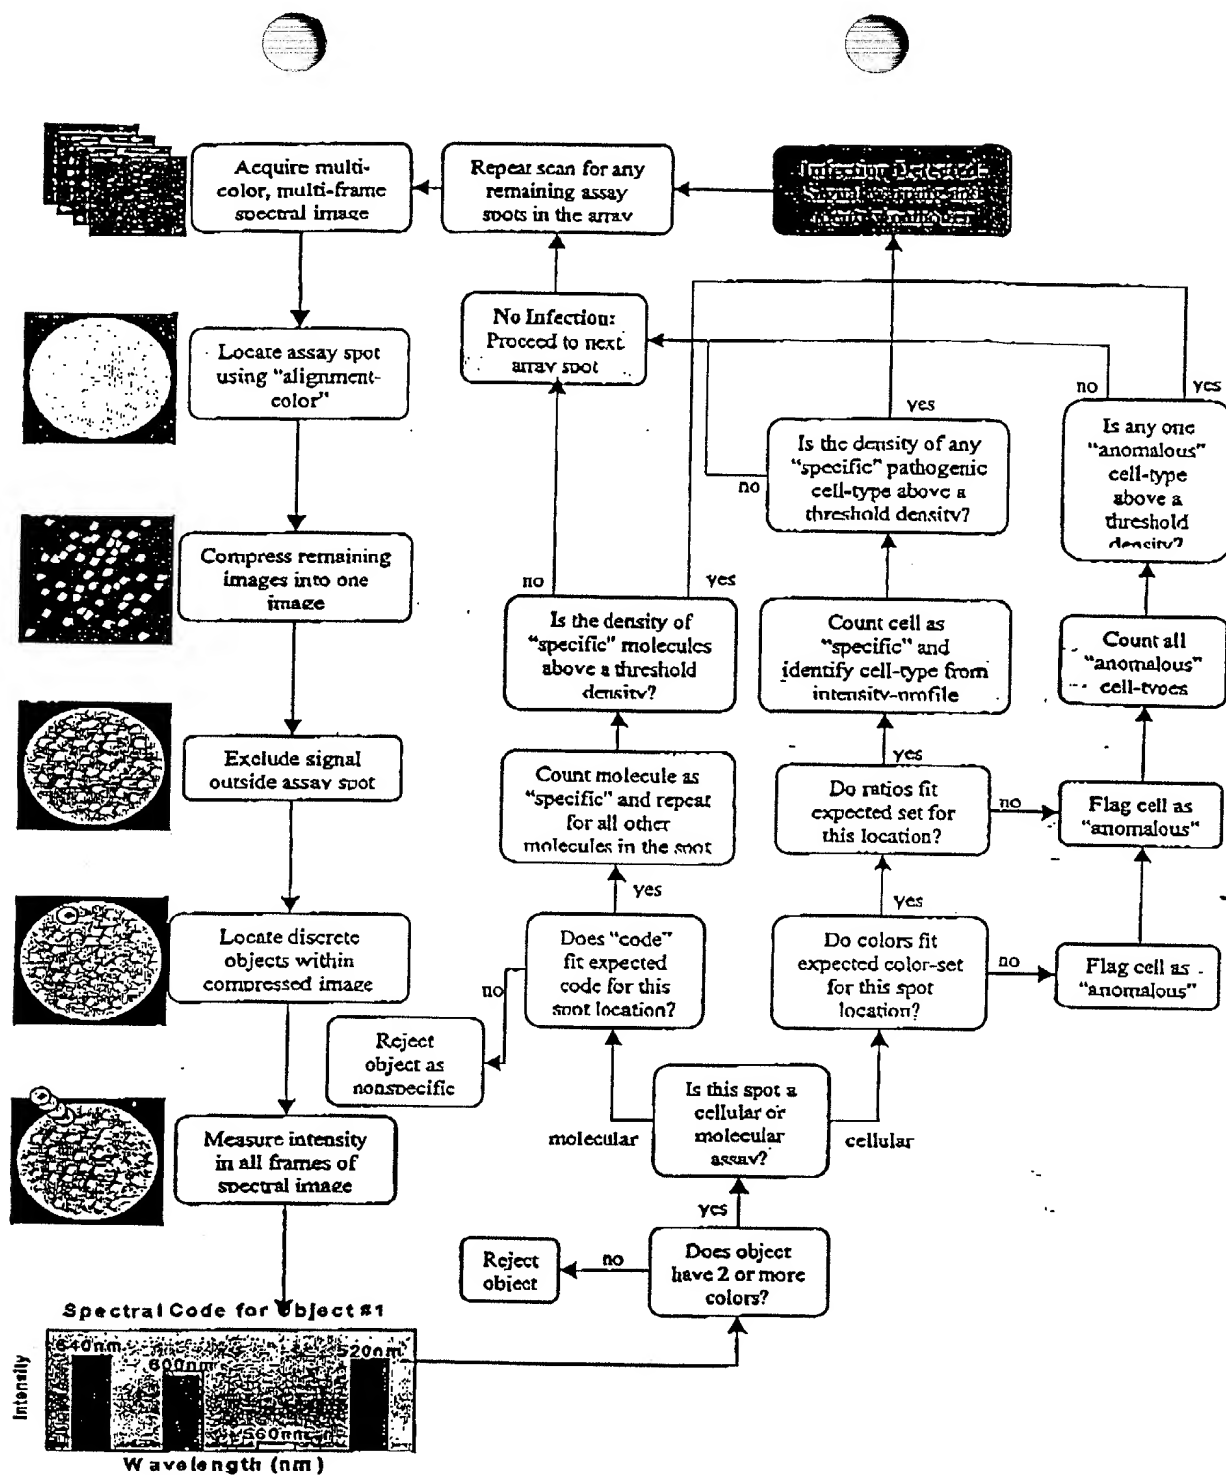 Acquire multi-
color, multi-frame
spectral image
Repeat scan for any
remaining assay
spots in the array
Infection Detected:
No Infection:
Proceed to next
array spot
Locate assay spot
using "alignment-
color"
no
yes
yes
Is the density of any
"specific" pathogenic
cell-type above a
threshold density?
no
Is any one
"anomalous"
cell-type
above a
threshold
density?
Compress remaining
images into one
image
no
yes
Is the density of
"specific" molecules
above a threshold
density?
Count cell as
"specific" and
identify cell-type from
intensity-profile
Count all
"anomalous"
cell-types
Exclude signal
outside assay spot
Count molecule as
"specific" and repeat
for all other
molecules in the spot
yes
Do ratios fit
expected set for
this location?
no
Flag cell as
"anomalous"
yes
yes
Locate discrete
objects within
compressed image
Does "code"
fit expected
code for this
spot location?
no
Do colors fit
expected color-set
for this spot
location?
no
Flag cell as
"anomalous"
Reject
object as
nonspecific
Is this spot a
cellular or
molecular
assay?
molecular
cellular
Measure intensity
in all frames of
spectral image
yes
Reject
object
no
Does object
have 2 or more
colors?
Spectral Code for Object #1
640nm
600nm
520nm
560nm
Intensity
Wavelength (nm)